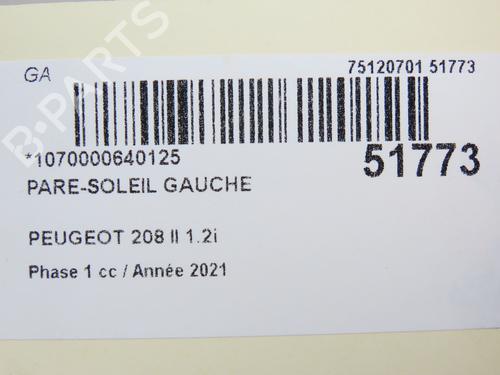 GA
75120701 51773
*1070000640125
51773
PARE-SOLEIL GAUCHE
PEUGEOT 208 II 1.2i
Phase 1 cc / Année 2021
B-PARTS